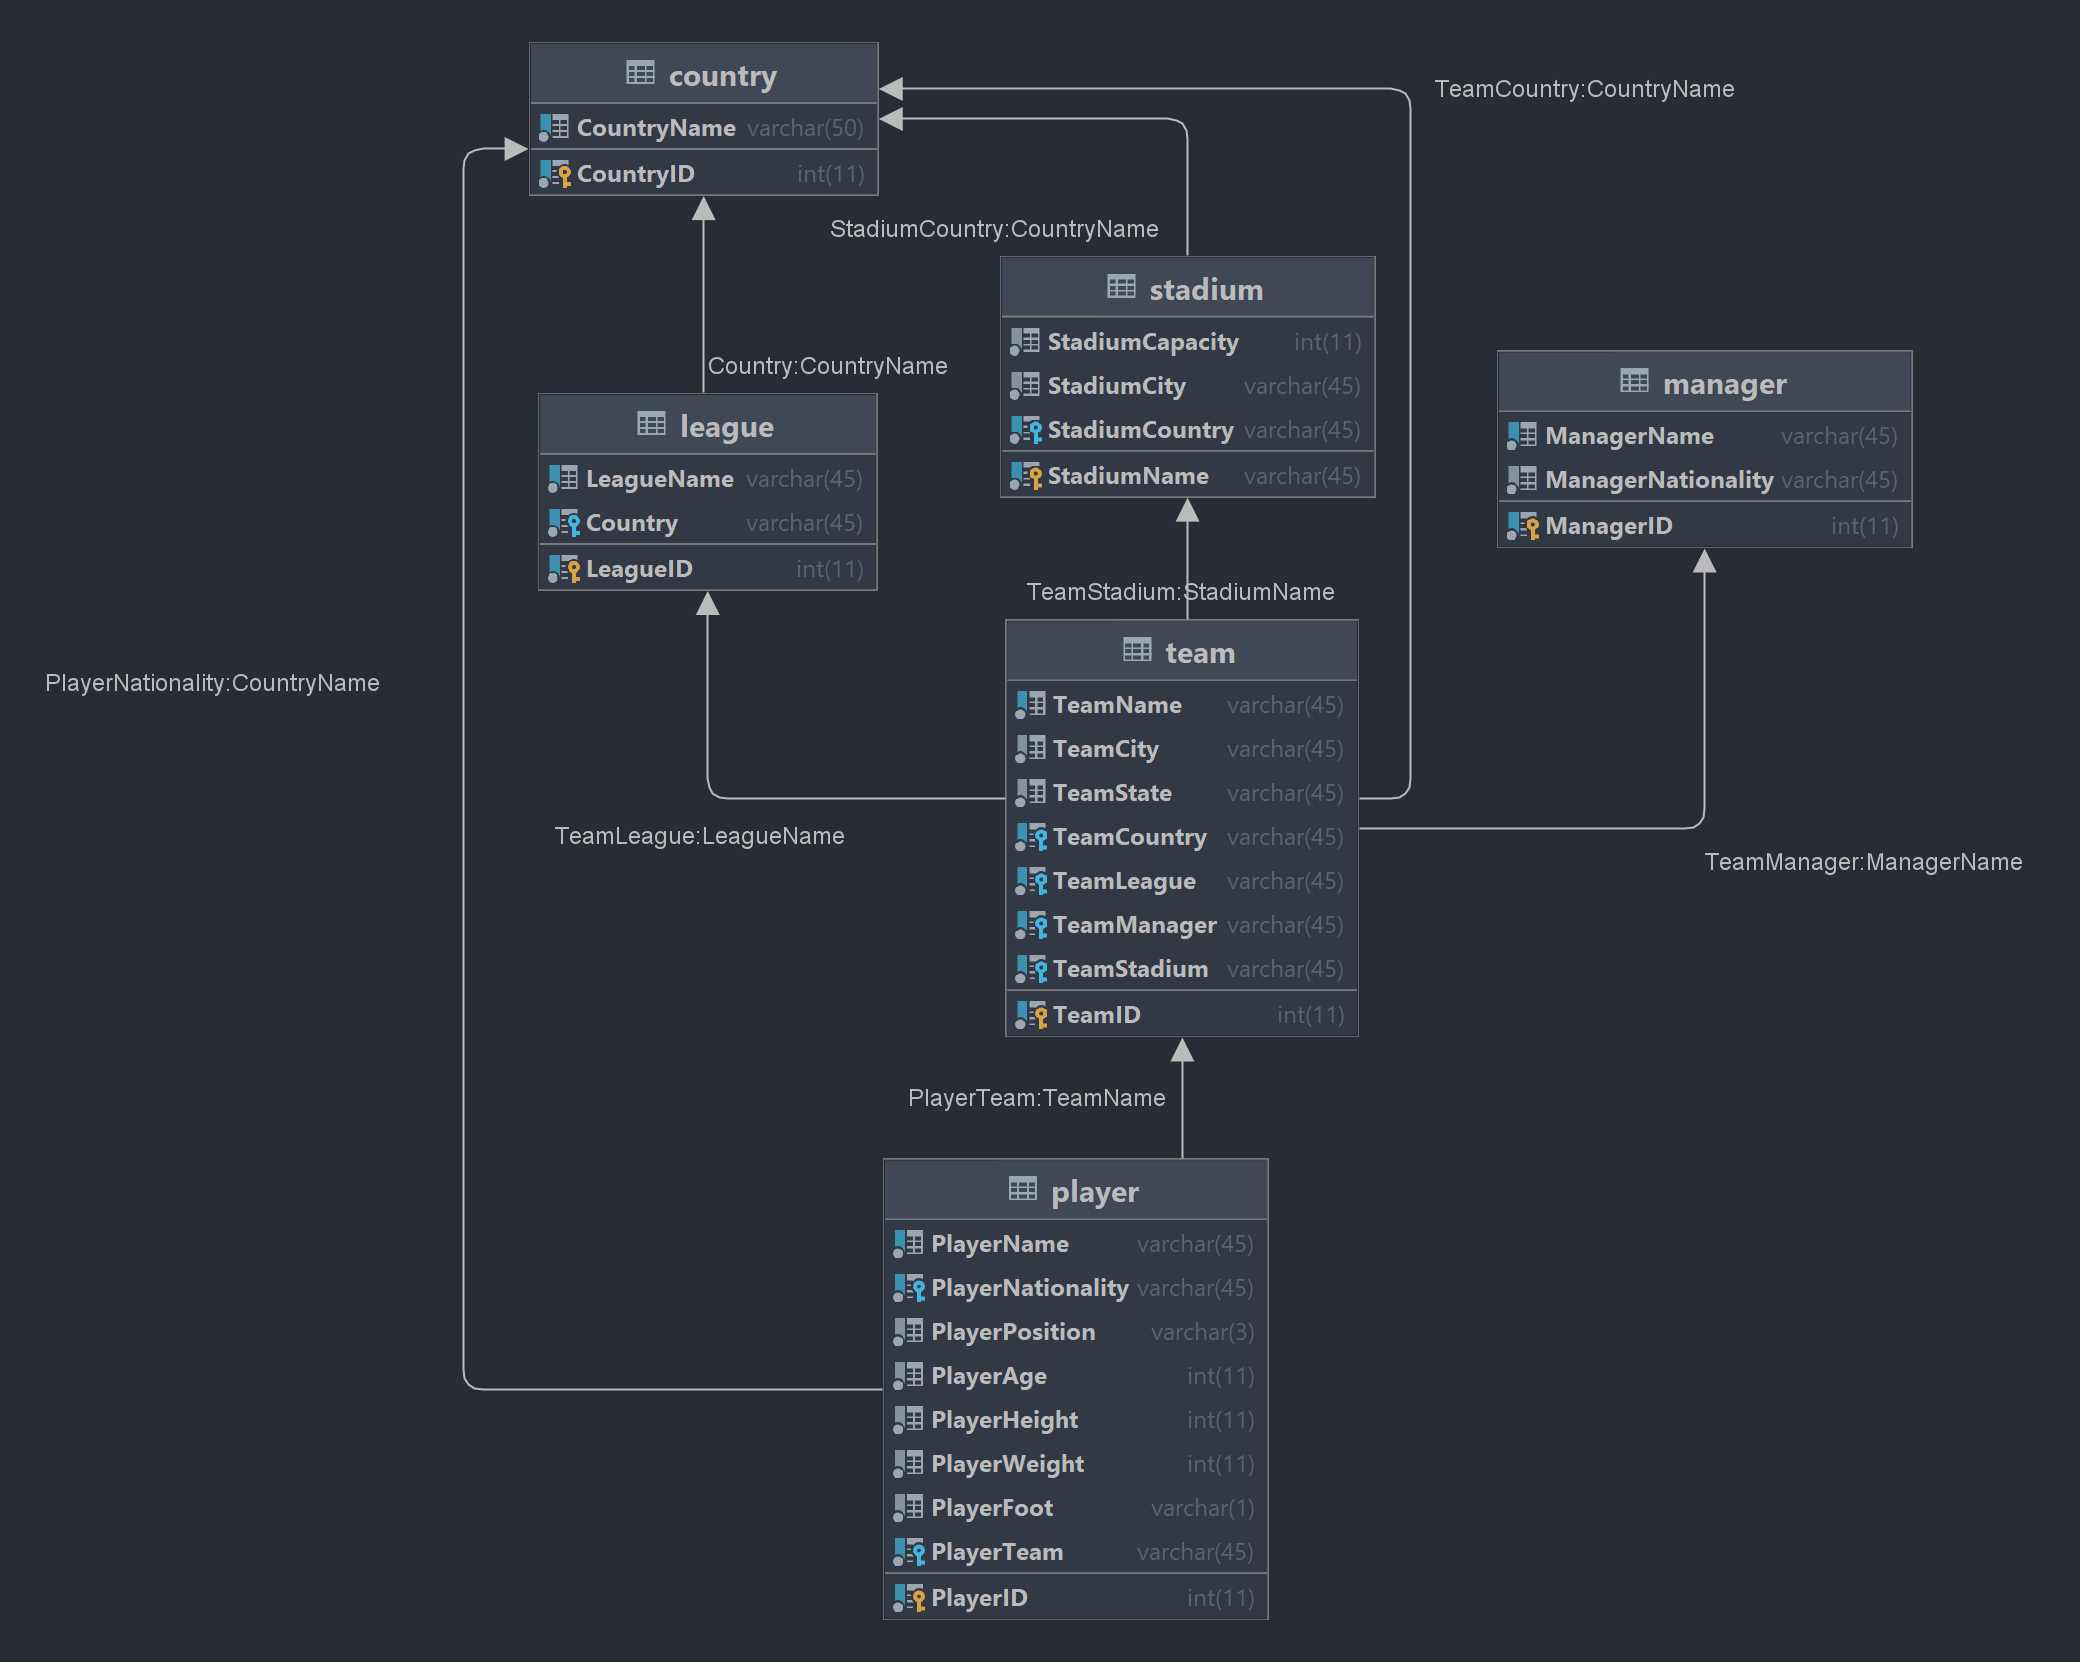 country
CountryName varchar(50)
CountryID int(11)
TeamCountry:CountryName
StadiumCountry:CountryName
stadium
StadiumCapacity int(11)
StadiumCity varchar(45)
StadiumCountry varchar(45)
StadiumName varchar(45)
Country:CountryName
league
LeagueName varchar(45)
Country varchar(45)
LeagueID int(11)
manager
ManagerName varchar(45)
ManagerNationality varchar(45)
ManagerID int(11)
TeamStadium:StadiumName
PlayerNationality:CountryName
team
TeamName varchar(45)
TeamCity varchar(45)
TeamState varchar(45)
TeamCountry varchar(45)
TeamLeague varchar(45)
TeamManager varchar(45)
TeamStadium varchar(45)
TeamID int(11)
TeamLeague:LeagueName
TeamManager:ManagerName
PlayerTeam:TeamName
player
PlayerName varchar(45)
PlayerNationality varchar(45)
PlayerPosition varchar(3)
PlayerAge int(11)
PlayerHeight int(11)
PlayerWeight int(11)
PlayerFoot varchar(1)
PlayerTeam varchar(45)
PlayerID int(11)